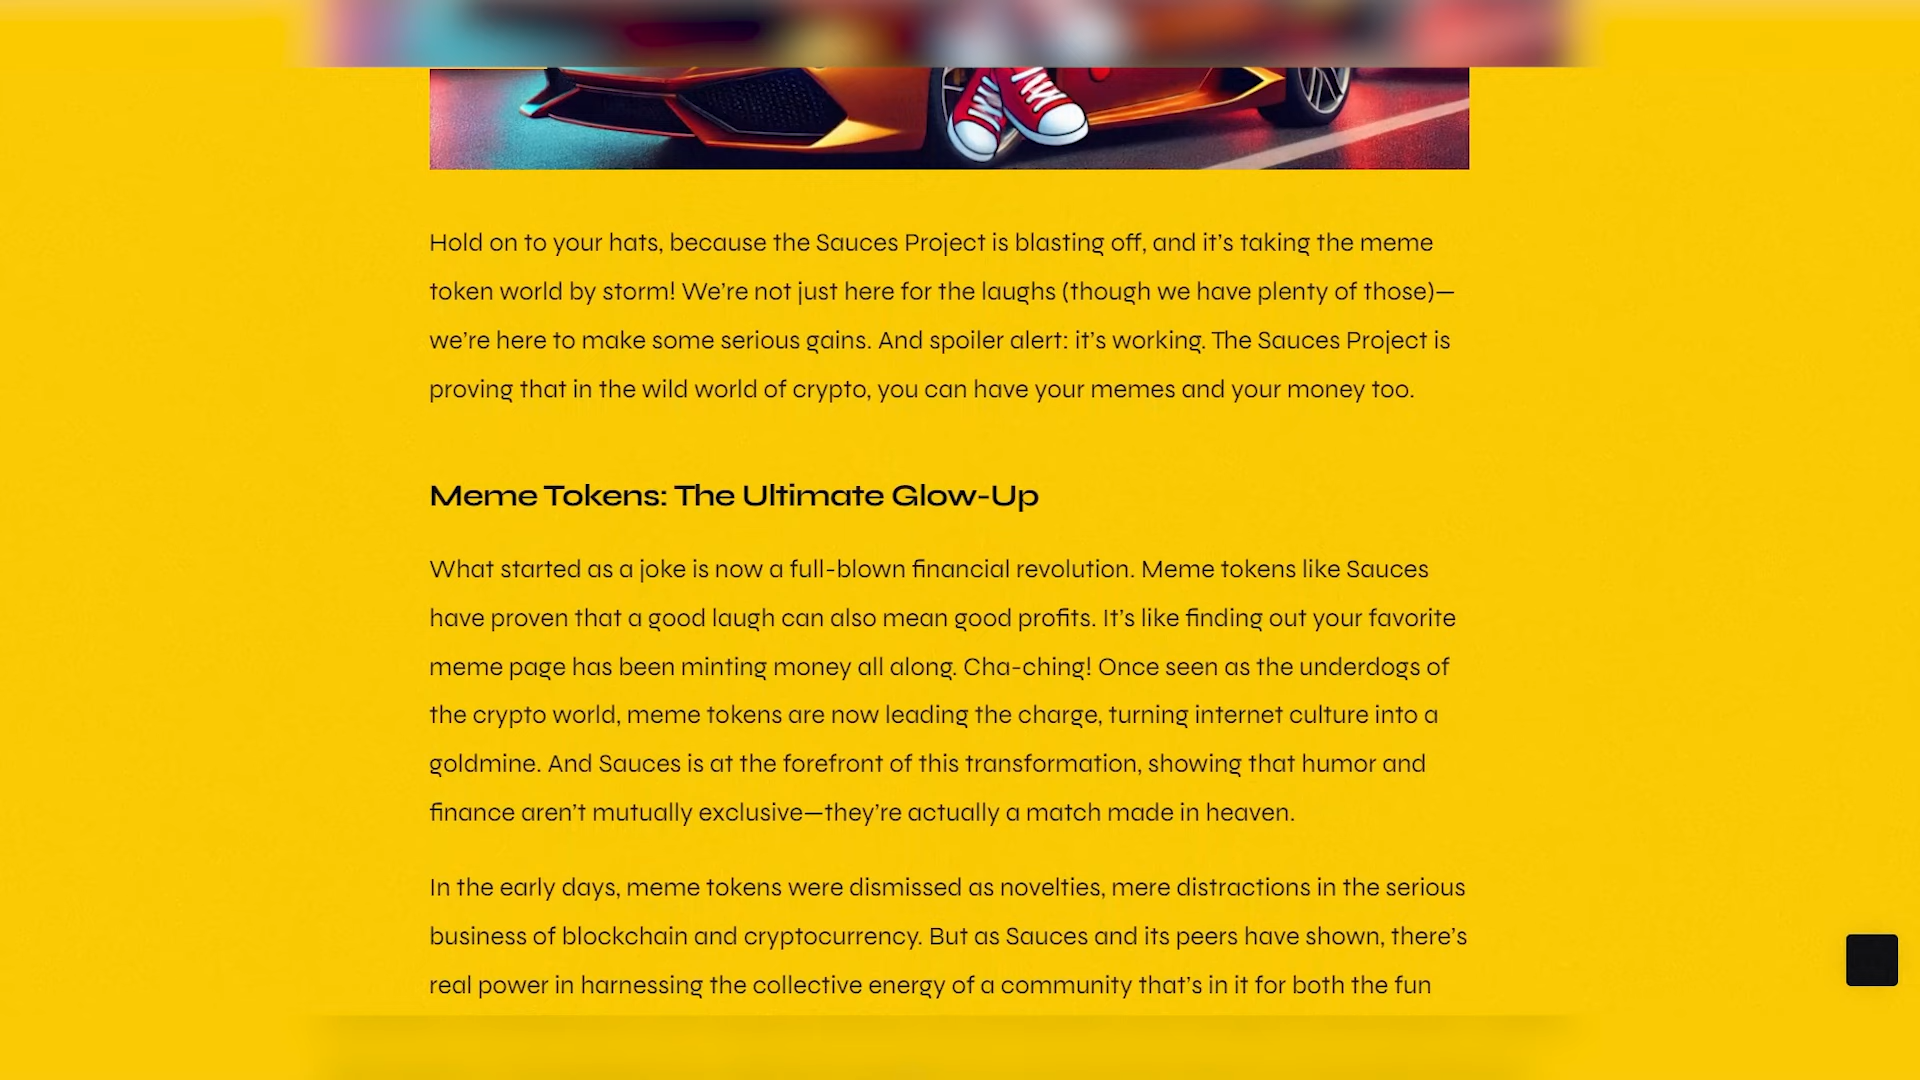 Hold on to your hats, because the Sauces Project is blasting off, and it’s taking the meme
token world by storm! We’re not just here for the laughs (though we have plenty of those)—
we’re here to make some serious gains. And spoiler alert: it’s working. The Sauces Project is
proving that in the wild world of crypto, you can have your memes and your money too.
Meme Tokens: The Ultimate Glow-Up
What started as a joke is now a full-blown financial revolution. Meme tokens like Sauces
have proven that a good laugh can also mean good profits. It’s like finding out your favorite
meme page has been minting money all along. Cha-ching! Once seen as the underdogs of
the crypto world, meme tokens are now leading the charge, turning internet culture into a
goldmine. And Sauces is at the forefront of this transformation, showing that humor and
finance aren’t mutually exclusive—they’re actually a match made in heaven.
In the early days, meme tokens were dismissed as novelties, mere distractions in the serious
business of blockchain and cryptocurrency. But as Sauces and its peers have shown, there’s
real power in harnessing the collective energy of a community that’s in it for both the fun